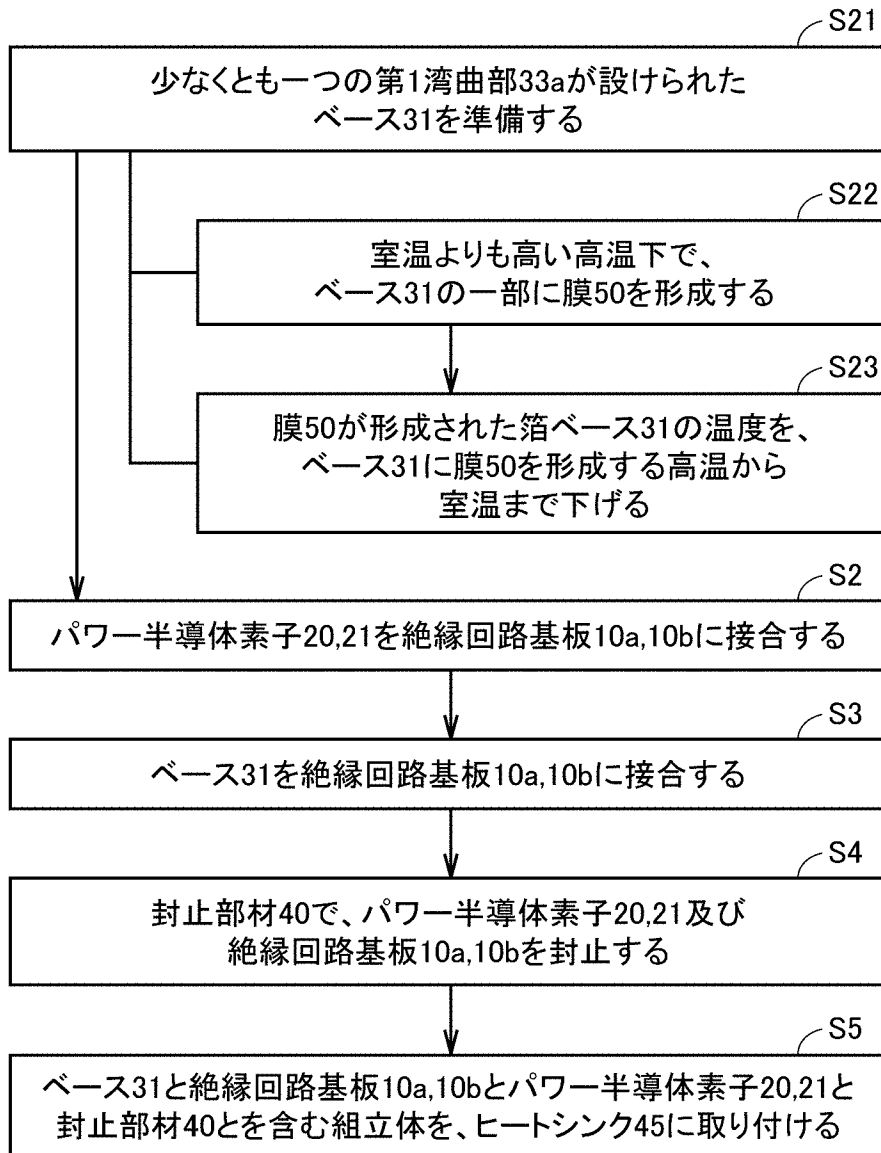 S21
少なくとも一つの第1湾曲部33aが設けられた
ベース31を準備する
S22
室温よりも高い高温下で、
ベース31の一部に膜50を形成する
S23
膜50が形成された箔ベース31の温度を、
ベース31に膜50を形成する高温から
室温まで下げる
S2
パワー半導体素子20,21を絶縁回路基板10a,10bに接合する
S3
ベース31を絶縁回路基板10a,10bに接合する
S4
封止部材40で、パワー半導体素子20,21及び
絶縁回路基板10a,10bを封止する
S5
ベース31と絶縁回路基板10a,10bとパワー半導体素子20,21と
封止部材40とを含む組立体を、ヒートシンク45に取り付ける